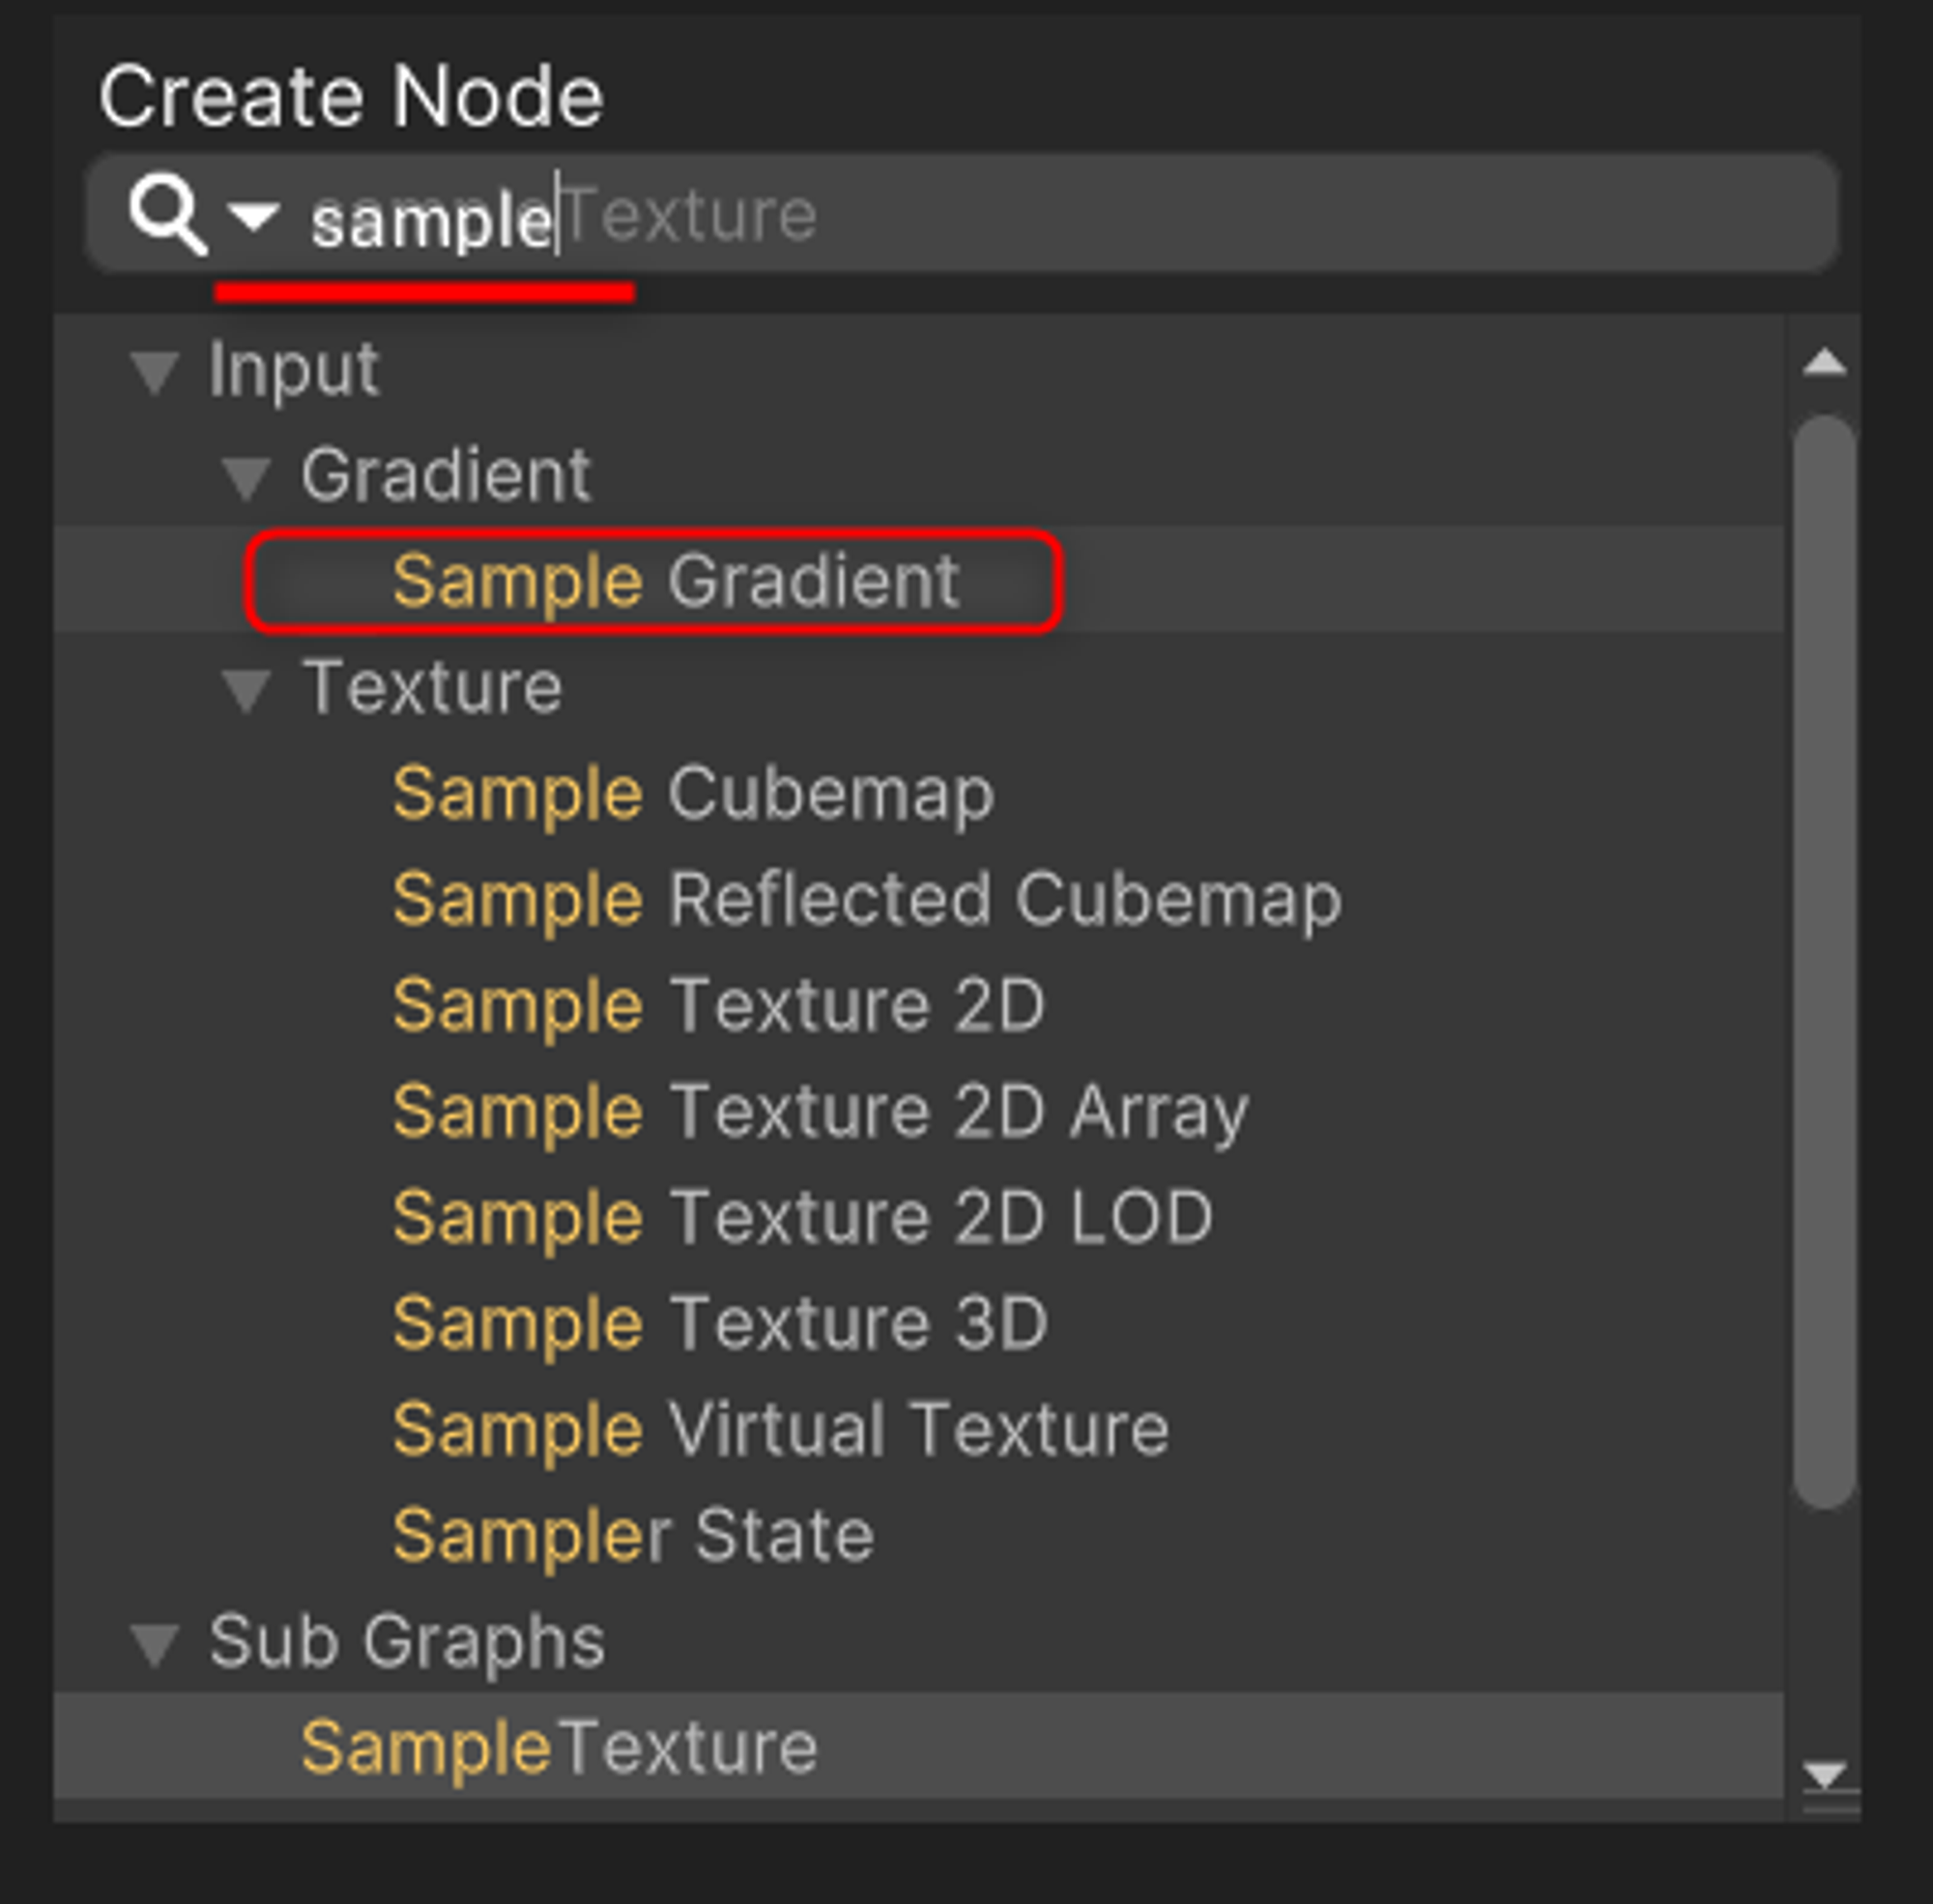 Create Node
sampleTexture
Input
Gradient
Sample Gradient
Texture
Sample Cubemap
Sample Reflected Cubemap
Sample Texture 2D
Sample Texture 2D Array
Sample Texture 2D LOD
Sample Texture 3D
Sample Virtual Texture
Sampler State
Sub Graphs
SampleTexture